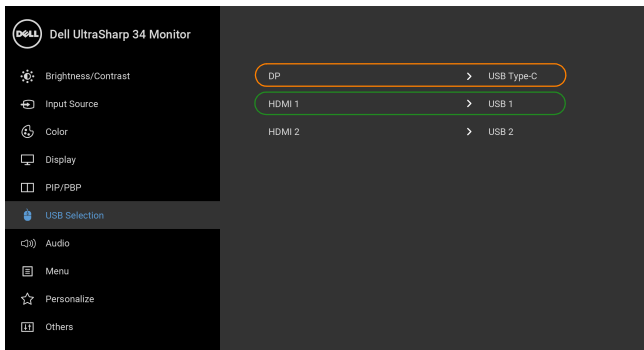 DELL Dell UltraSharp 34 Monitor
Brightness/Contrast
DP > USB Type-C
Input Source
HDMI 1 > USB 1
Color
HDMI 2 > USB 2
Display
PIP/PBP
USB Selection
Audio
Menu
Personalize
Others